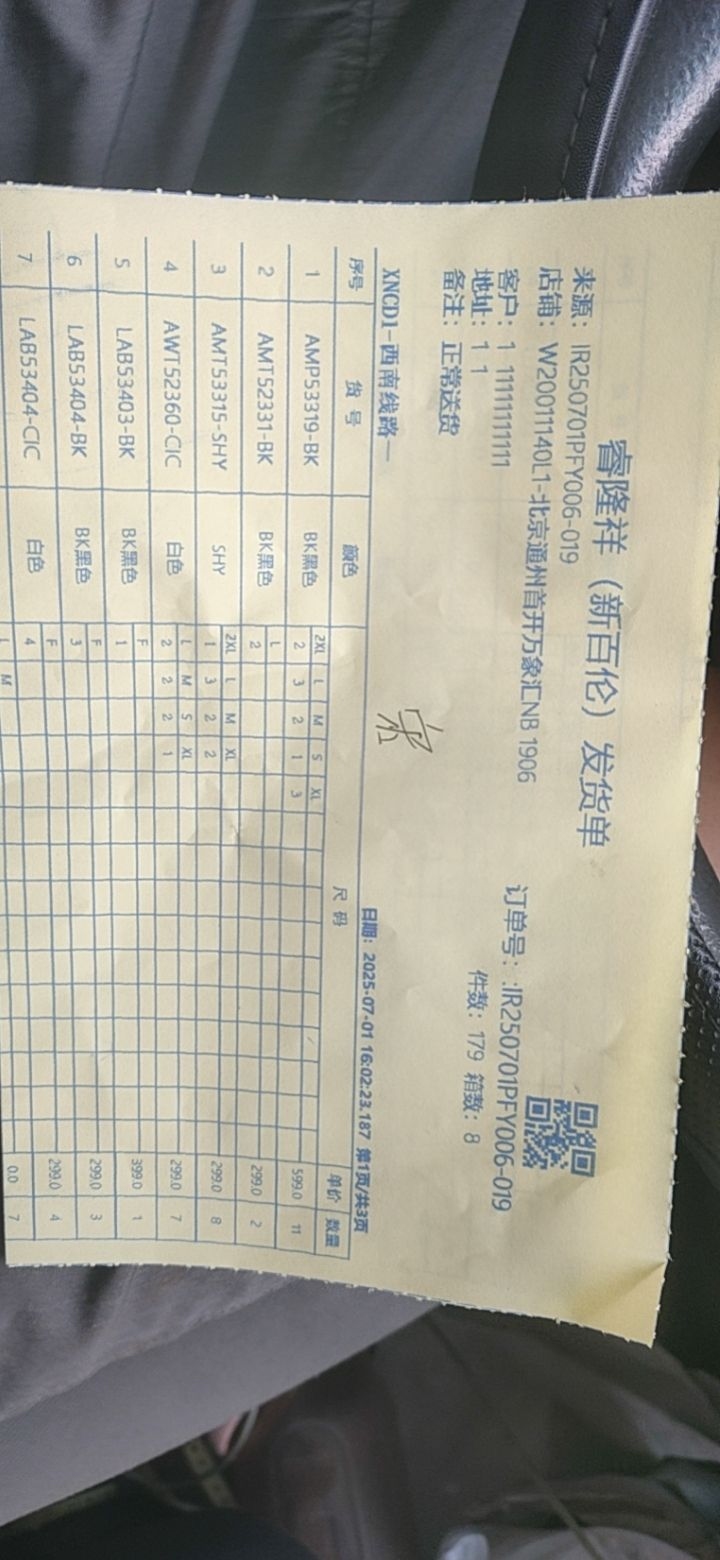 睿隆祥（新百伦）发货单
来源：IR250701PFY006-019
店铺：W20011140L1-北京通州首开万象汇NB 1906
订单号：:IR250701PFY006-019
客户：1 11111111111
件数：179 箱数：8
地址：1 1
备注：正常送货
宋
XNCD1-西南线路一
日期：2025-07-01 16:02:23.187 第1页/共3页
序号 货 号 颜色 尺 码 单价 数量
2XL L M S XL
1 AMP53319-BK BK黑色 2 3 2 1 3 599.0 11
L
2 AMT52331-BK BK黑色 2 299.0 2
2XL L M XL
3 AMT53315-SHY SHY 1 3 2 2 299.0 8
L M S XL
4 AWT52360-CIC 白色 2 2 2 1 299.0 7
F
5 LAB53403-BK BK黑色 1 399.0 1
F
6 LAB53404-BK BK黑色 3 299.0 3
F
7 LAB53404-CIC 白色 4 299.0 4
L M
0.0 7